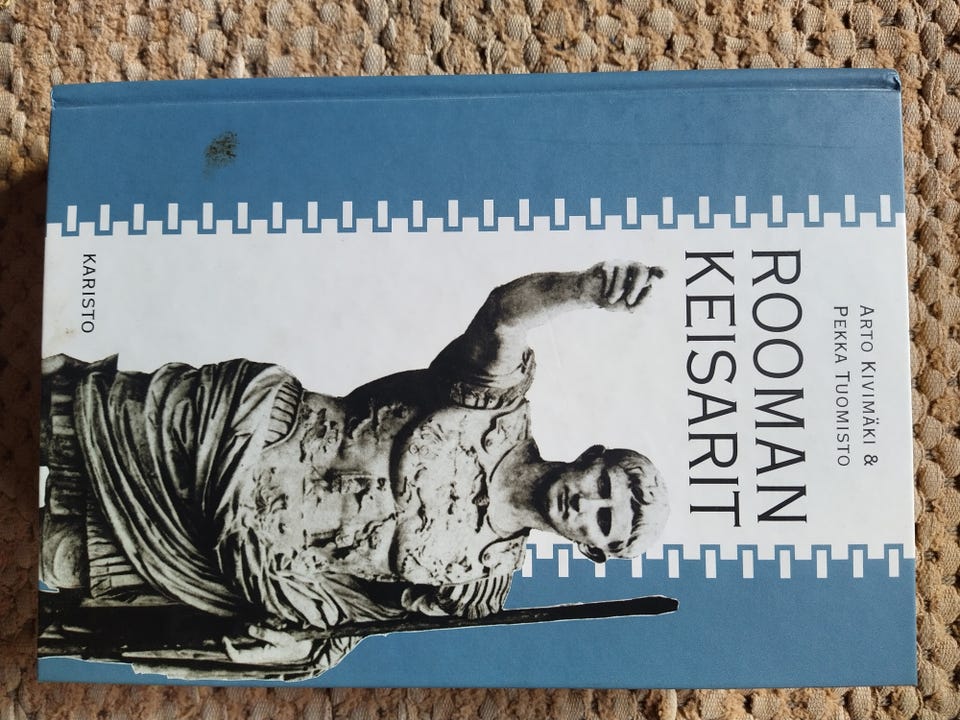 ARTO KIVIMÄKI &
PEKKA TUOMISTO
ROOMAN
KEISARIT
KARISTO